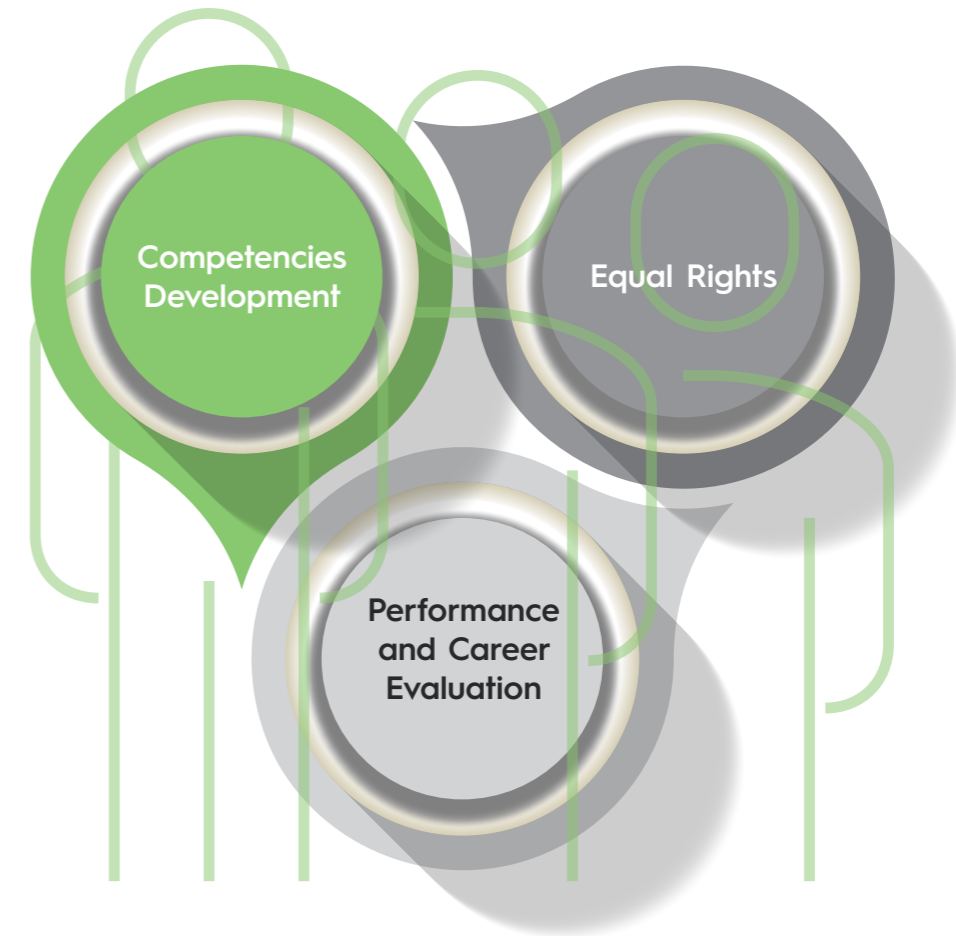 Competencies
Development
Equal Rights
Performance
and Career
Evaluation